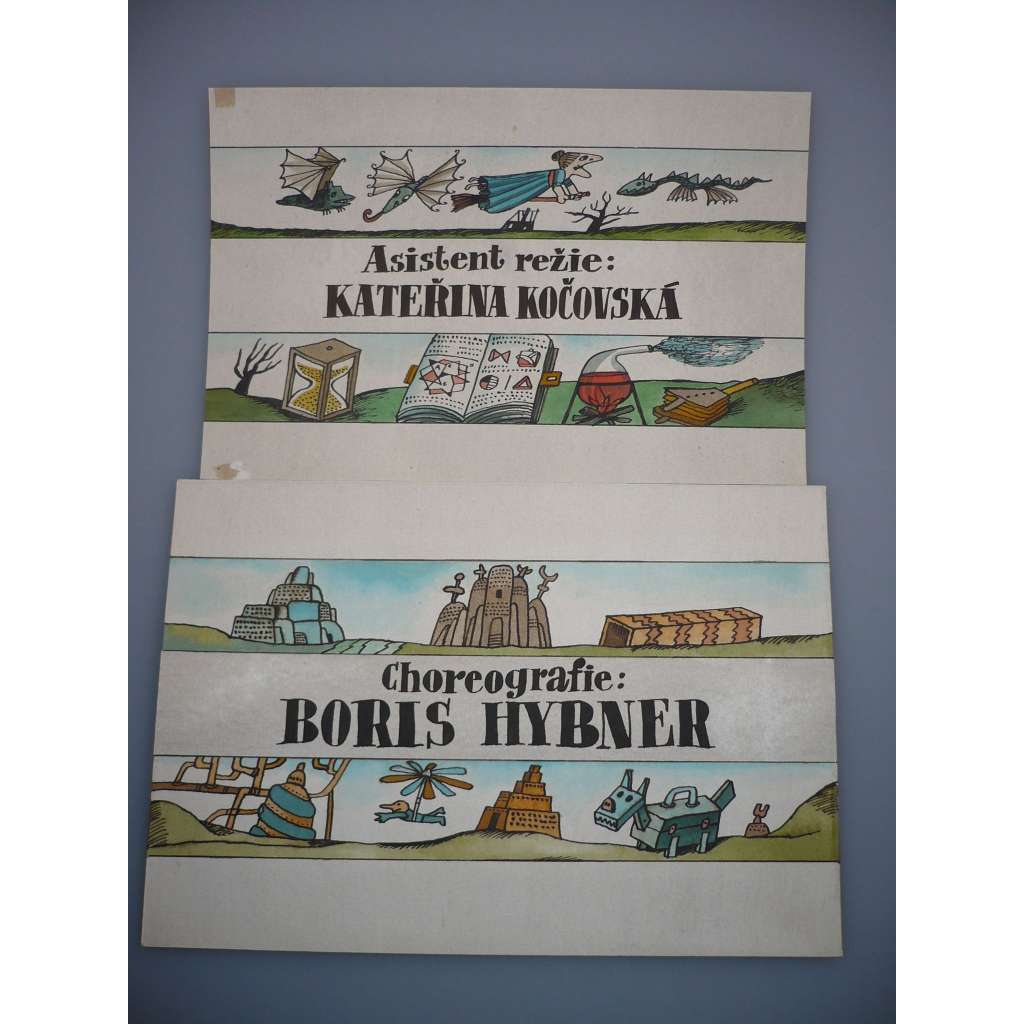 Asistent režie:
KATEŘINA KOČOVSKÁ
Choreografie:
BORIS HYBNER